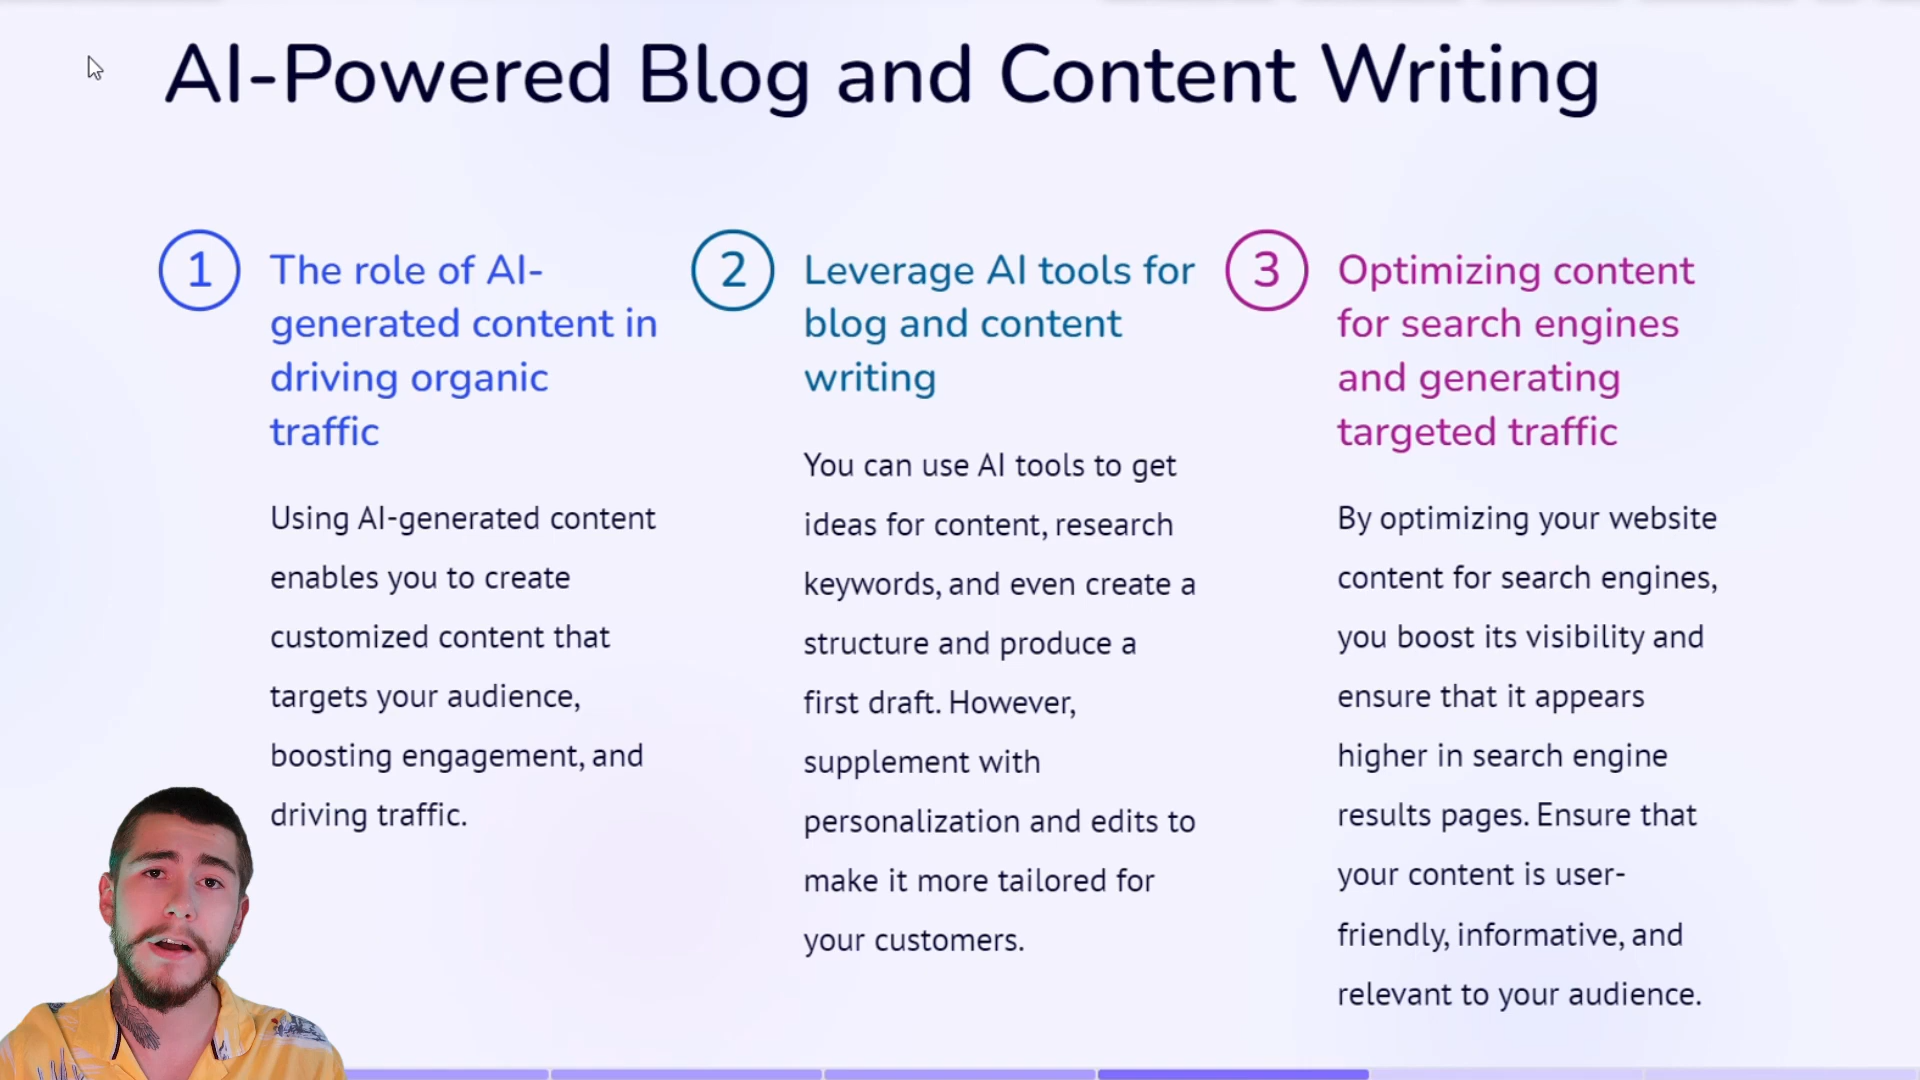 AI-Powered Blog and Content Writing
1
The role of AI-
generated content in
driving organic
traffic
Using AI-generated content
enables you to create
customized content that
targets your audience,
boosting engagement, and
driving traffic.
2
Leverage AI tools for
blog and content
writing
You can use AI tools to get
ideas for content, research
keywords, and even create a
structure and produce a
first draft. However,
supplement with
personalization and edits to
make it more tailored for
your customers.
3
Optimizing content
for search engines
and generating
targeted traffic
By optimizing your website
content for search engines,
you boost its visibility and
ensure that it appears
higher in search engine
results pages. Ensure that
your content is user-
friendly, informative, and
relevant to your audience.